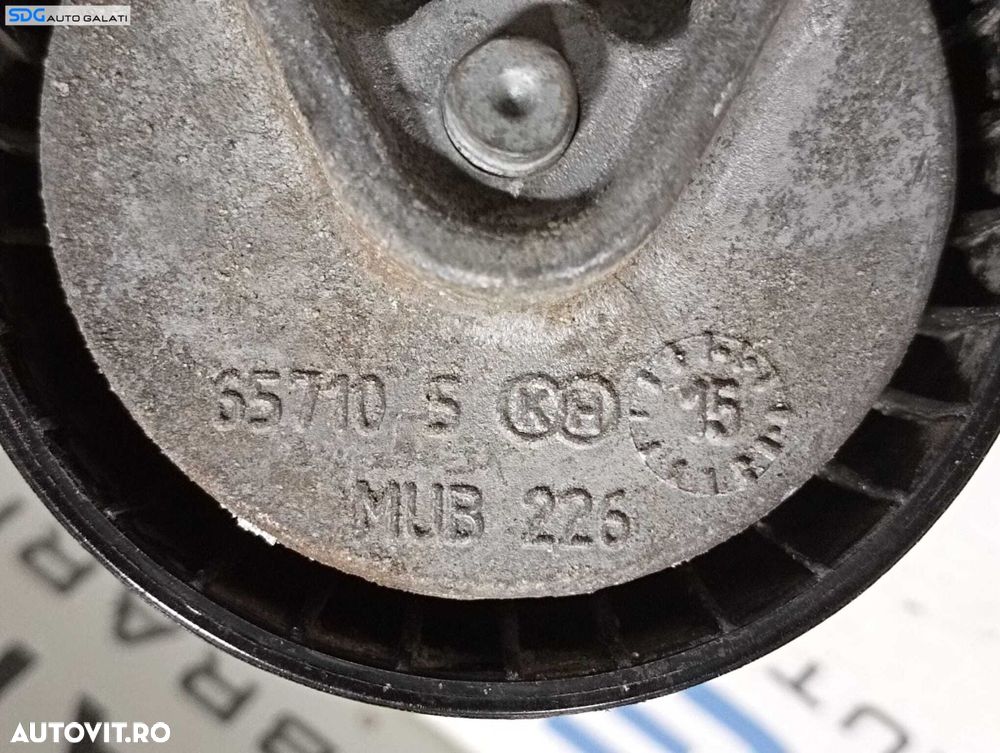 SDG AUTO GALATI
65710 5 KH 15
MUB 226
AUTOVIT.RO